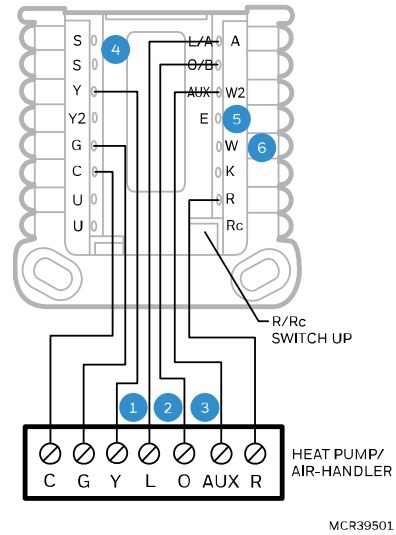 S 4 L/A A
S O/B
Y AUX W2
Y2 E 5
G W 6
C K
U R
U Rc
R/Rc
SWITCH UP
1 2 3
C G Y L O AUX R
HEAT PUMP/
AIR-HANDLER
MCR39501